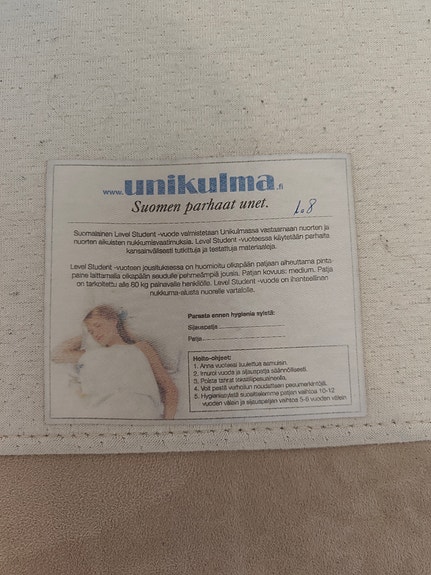 www.unikulma.fi
Suomen parhaat unet.
1.8
Suomalainen Level Student -vuode valmistetaan Unikulmassa vastaamaan nuorten ja
nuorten aikuisten nukkumisvaatimuksia. Level Student -vuoteessa käytetään parhaita
kansainvälisesti tutkittuja ja testattuja materiaaleja.
Level Student -vuoteen jousituksessa on huomioitu olkapään patjaan aiheuttama pinta-
paine laittamalla olkapään seudulle pehmeämpiä jousia. Patjan kovuus: medium. Patja
on tarkoitettu alle 60 kg painavalle henkilölle. Level Student -vuode on ihanteellinen
nukkuma-alusta nuorelle vartalolle.
Parasta ennen hygienia syistä:
Sijauspatja
Patja
Hoito-ohjeet:
1. Anna vuoteesi tuulettua aamuisin.
2. Imuroi vuode ja sijauspatja säännöllisesti.
3. Poista tahrat tekstiilipesuaineella.
4. Voit pestä verhoilun noudattaen pesumerkintöjä.
5. Hygieniasyistä suosittelemme patjan vaihtoa 10-12
vuoden välein ja sijauspatjan vaihtoa 5-6 vuoden välein